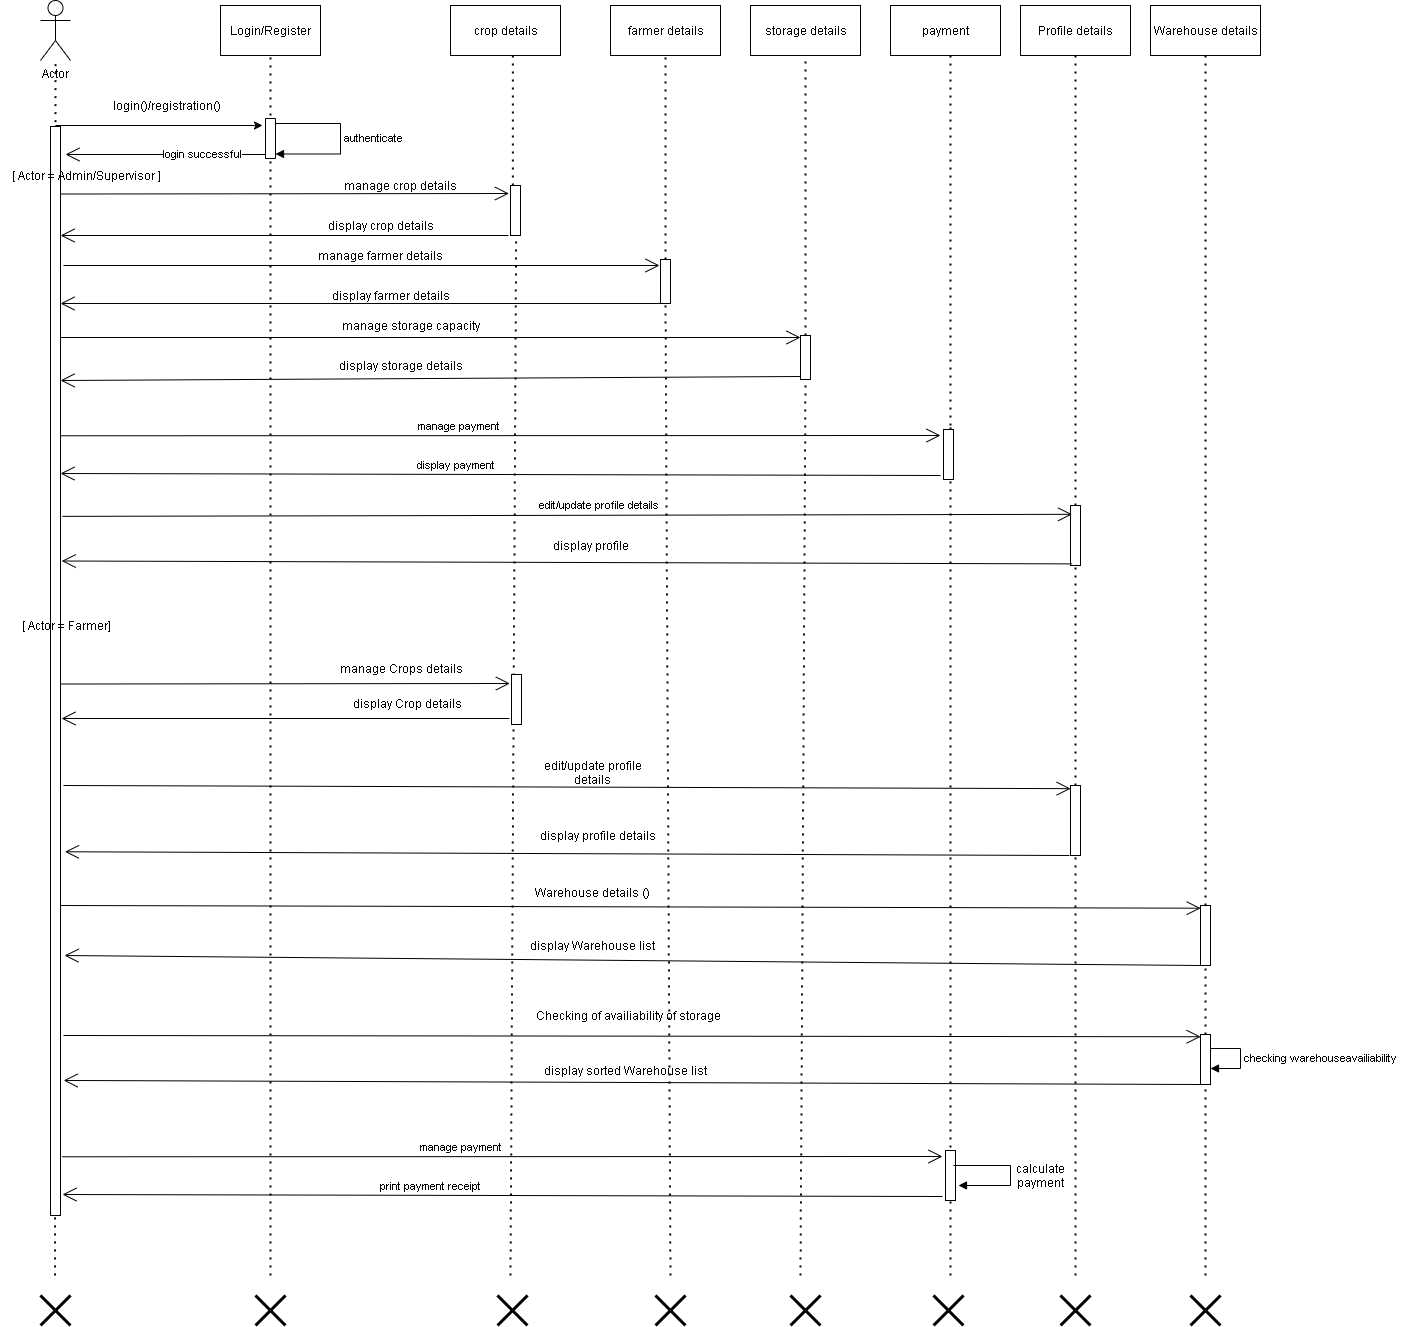 Actor
Login/Register
crop details
farmer details
storage details
payment
Profile details
Warehouse details
login()/registration()
authenticate
login successful
[ Actor = Admin/Supervisor ]
manage crop details
display crop details
manage farmer details
display farmer details
manage storage capacity
display storage details
manage payment
display payment
edit/update profile details
display profile
[ Actor = Farmer]
manage Crops details
display Crop details
edit/update profile
details
display profile details
Warehouse details ()
display Warehouse list
Checking of availiability of storage
checking warehouseavailiability
display sorted Warehouse list
manage payment
calculate
payment
print payment receipt